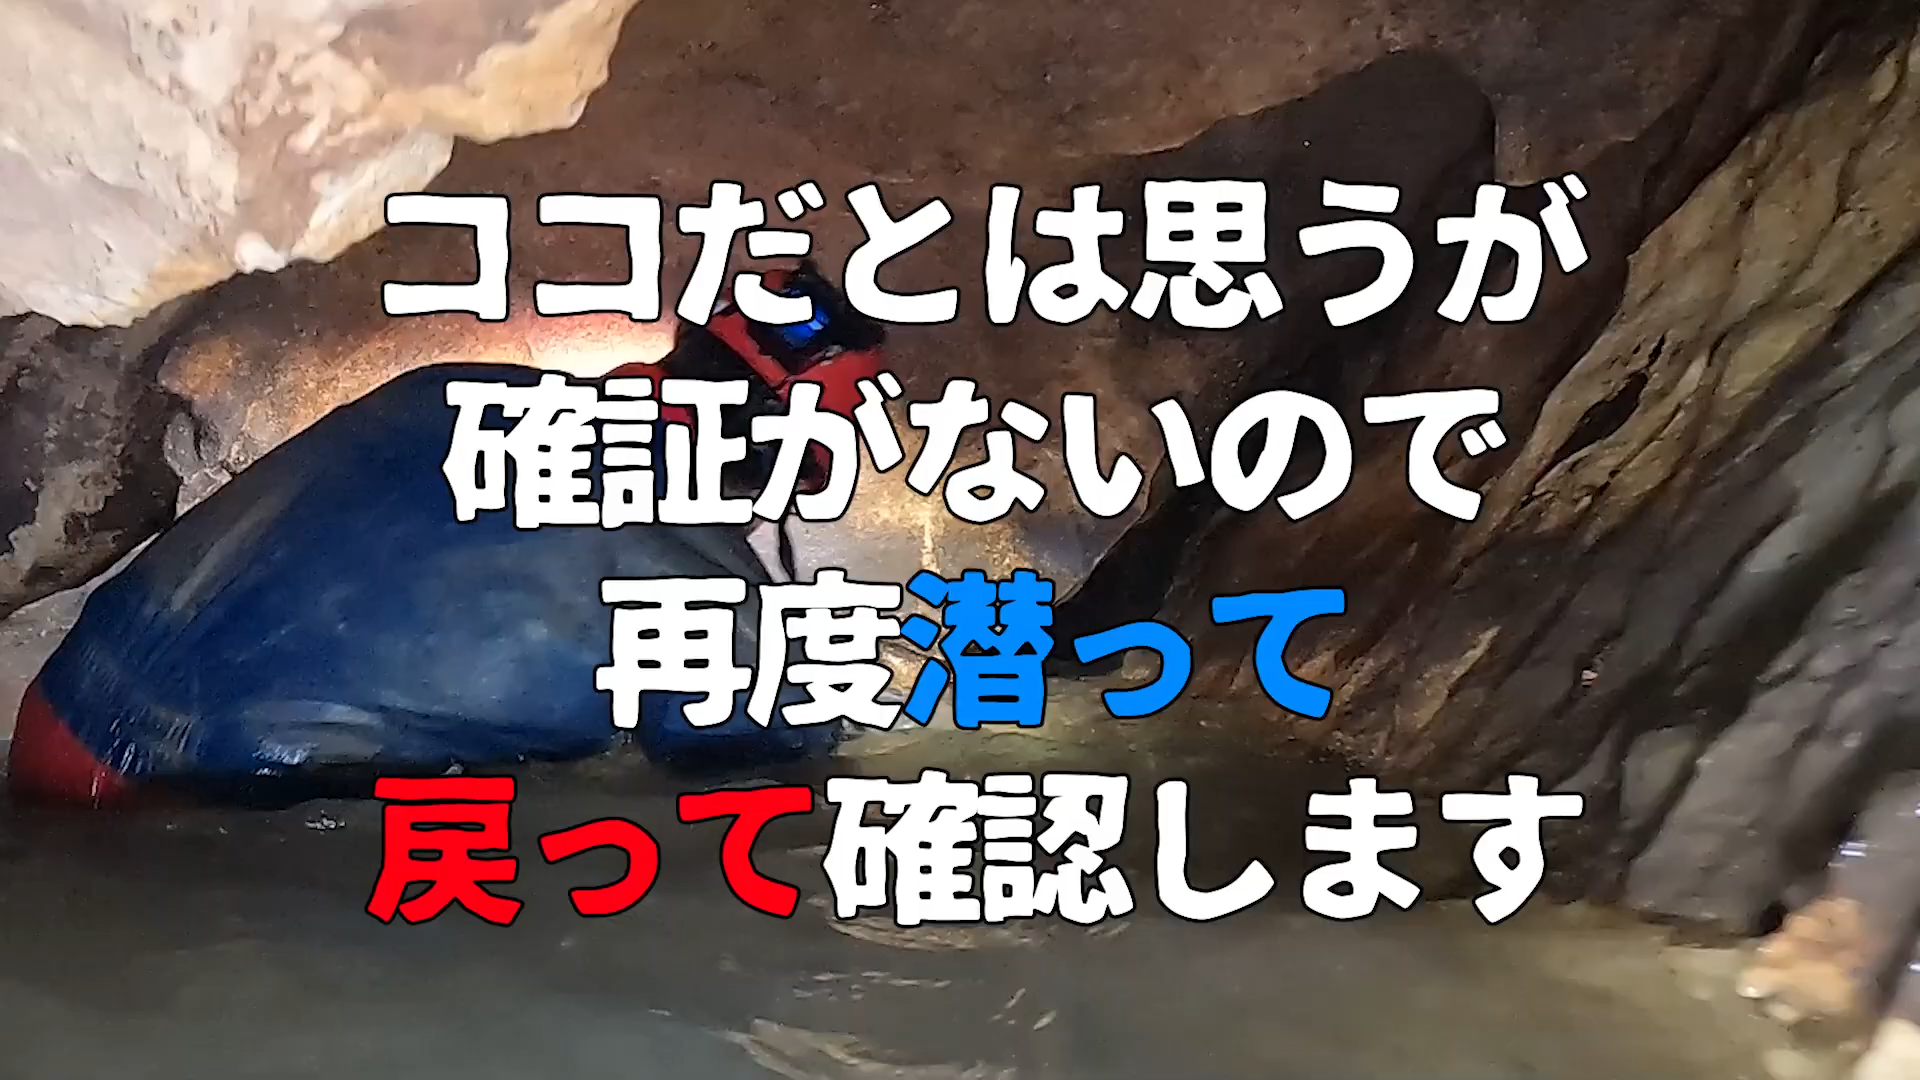 ココだとは思うが
確証がないので
再度潜って
戻って確認します